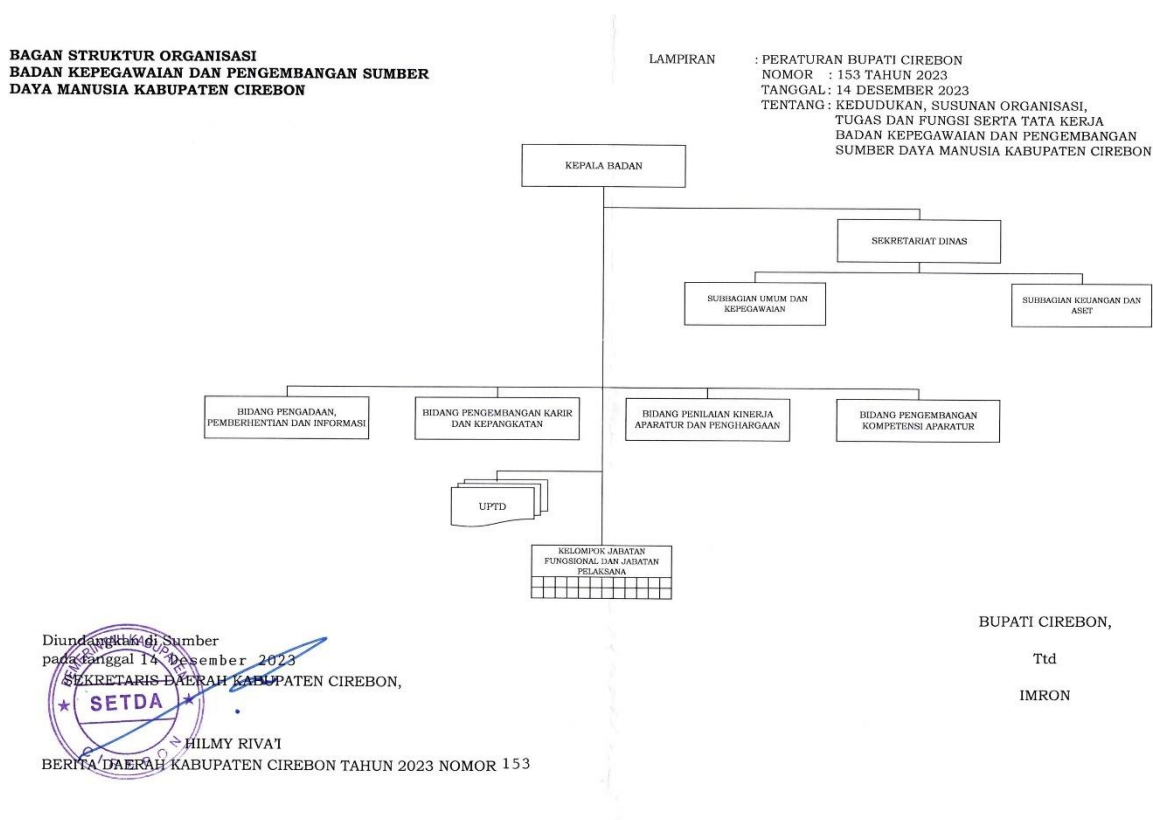 BAGAN STRUKTUR ORGANISASI
BADAN KEPEGAWAIAN DAN PENGEMBANGAN SUMBER
DAYA MANUSIA KABUPATEN CIREBON
LAMPIRAN : PERATURAN BUPATI CIREBON
NOMOR : 153 TAHUN 2023
TANGGAL : 14 DESEMBER 2023
TENTANG : KEDUDUKAN, SUSUNAN ORGANISASI,
TUGAS DAN FUNGSI SERTA TATA KERJA
BADAN KEPEGAWAIAN DAN PENGEMBANGAN
SUMBER DAYA MANUSIA KABUPATEN CIREBON
KEPALA BADAN
SEKRETARIAT DINAS
SUBBAGIAN UMUM DAN
KEPEGAWAIAN
SUBBAGIAN KEUANGAN DAN
ASET
BIDANG PENGADAAN,
PEMBERHENTIAN DAN INFORMASI
BIDANG PENGEMBANGAN KARIR
DAN KEPANGKATAN
BIDANG PENILAIAN KINERJA
APARATUR DAN PENGHARGAAN
BIDANG PENGEMBANGAN
KOMPETENSI APARATUR
UPTD
KELOMPOK JABATAN
FUNGSIONAL DAN JABATAN
PELAKSANA
Diundangkan di Sumber
pada tanggal 14 Desember 2023
SEKRETARIS DAERAH KABUPATEN CIREBON,
PEMERINTAH KABUPATEN
SETDA
CIREBON
HILMY RIVA'I
BERITA DAERAH KABUPATEN CIREBON TAHUN 2023 NOMOR 153
BUPATI CIREBON,
Ttd
IMRON